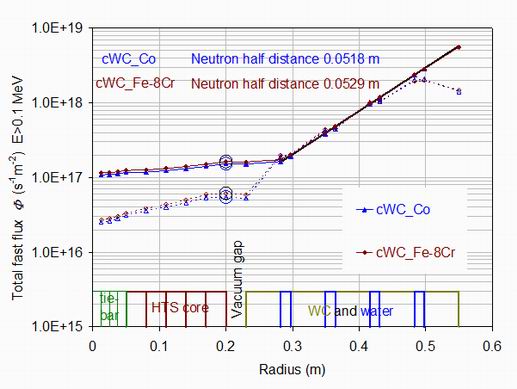 1.0E+19
cWC_Co Neutron half distance 0.0518 m
cWC_Fe-8Cr Neutron half distance 0.0529 m
1.0E+18
1.0E+17
1.0E+16
1.0E+15
Total fast flux Φ (s⁻¹m⁻²) E>0.1 MeV
cWC_Co
cWC_Fe-8Cr
tie-
bar
HTS core
Vacuum gap
WC and water
0 0.1 0.2 0.3 0.4 0.5 0.6
Radius (m)